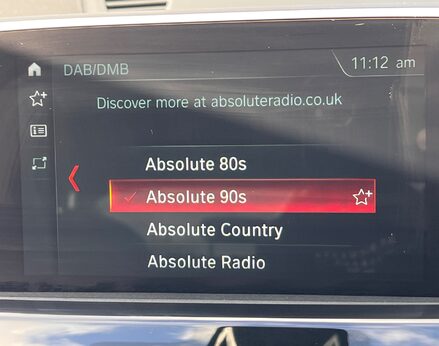 DAB/DMB
11:12 am
Discover more at absoluteradio.co.uk
Absolute 80s
Absolute 90s
Absolute Country
Absolute Radio